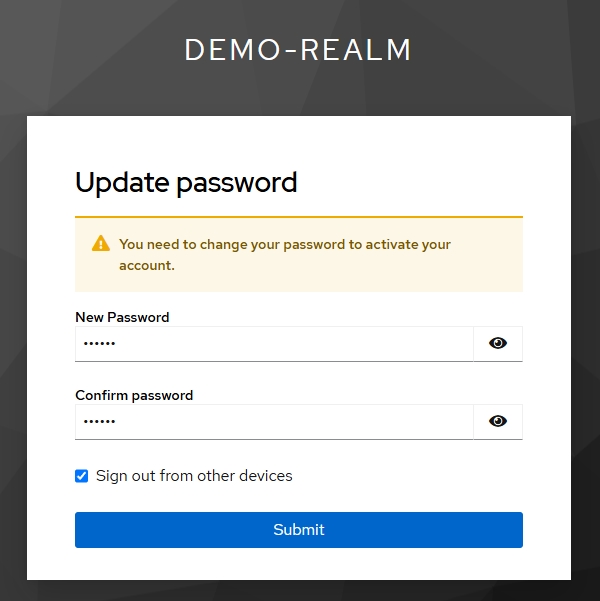 DEMO-REALM
Update password
You need to change your password to activate your
account.
New Password
••••••
Confirm password
••••••
Sign out from other devices
Submit